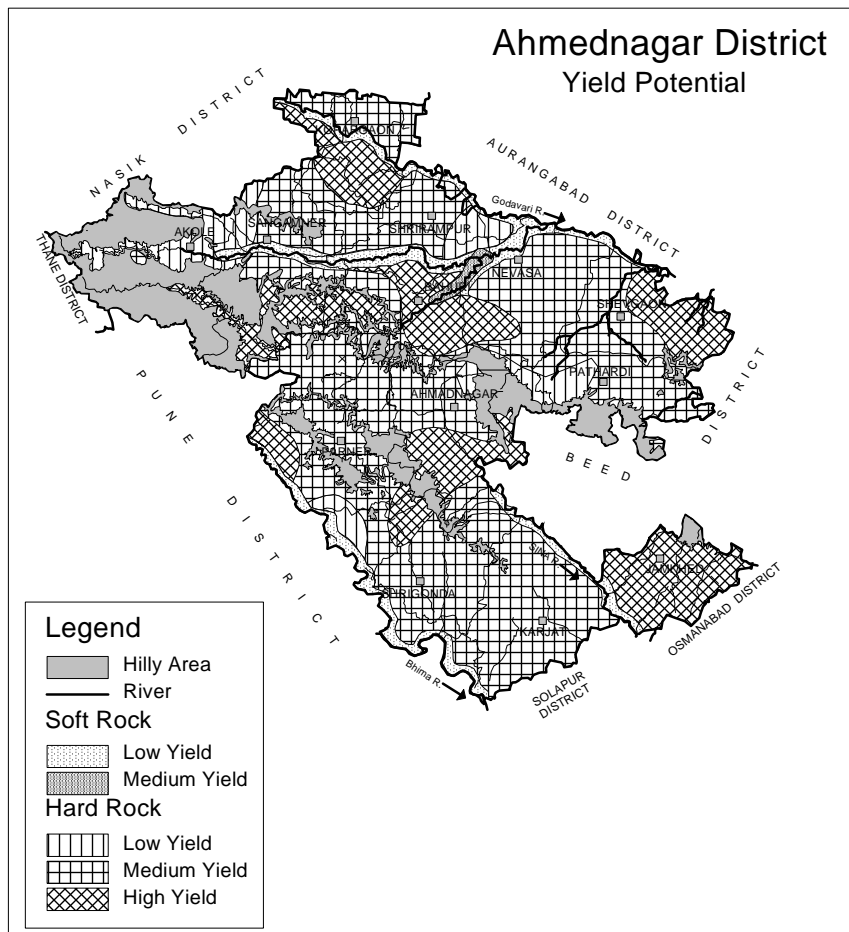 Ahmednagar District
Yield Potential
NASIK DISTRICT
AURANGABAD DISTRICT
Godavari R.
THANE DISTRICT
AKOLE
SANGAMNER
SHRIRAMPUR
NEVASA
SHEVGAON
PATHARDI
AHMADNAGAR
PUNE DISTRICT
BEED DISTRICT
PARNER
SINA R.
JAMKHED
SHRIGONDA
KARJAT
OSMANABAD DISTRICT
Bhima R.
SOLAPUR
DISTRICT
Legend
Hilly Area
River
Soft Rock
Low Yield
Medium Yield
Hard Rock
Low Yield
Medium Yield
High Yield